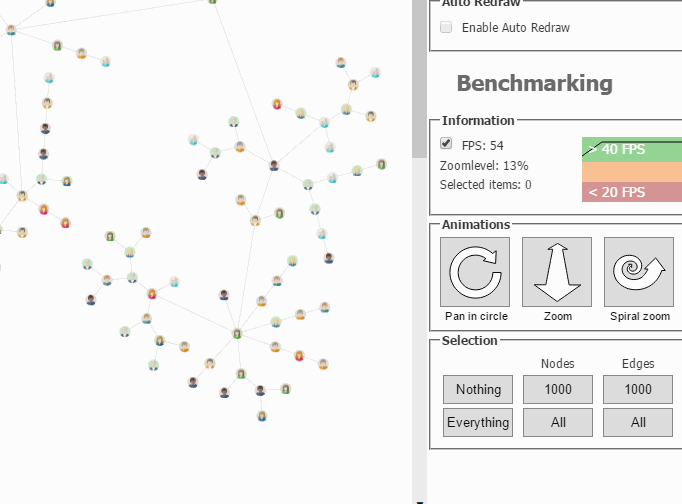 Auto Redraw
Enable Auto Redraw
Benchmarking
Information
FPS: 54
> 40 FPS
Zoomlevel: 13%
Selected items: 0
< 20 FPS
Animations
Pan in circle
Zoom
Spiral zoom
Selection
Nodes
Edges
Nothing
1000
1000
Everything
All
All